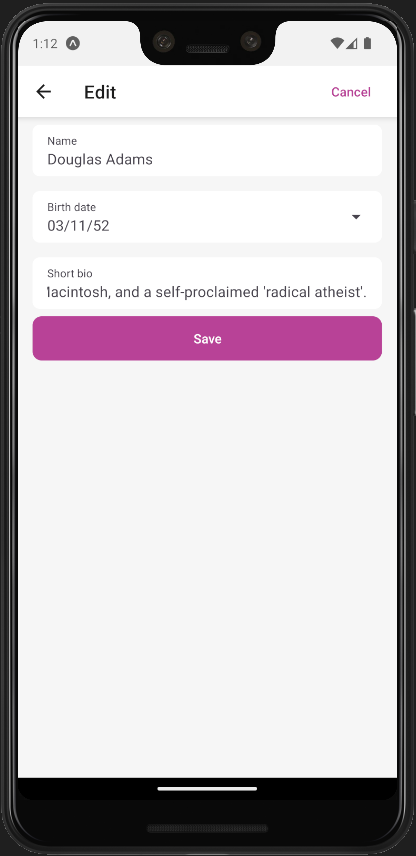 1:12
Edit
Cancel
Name
Douglas Adams
Birth date
03/11/52
Short bio
lacintosh, and a self-proclaimed 'radical atheist'.
Save